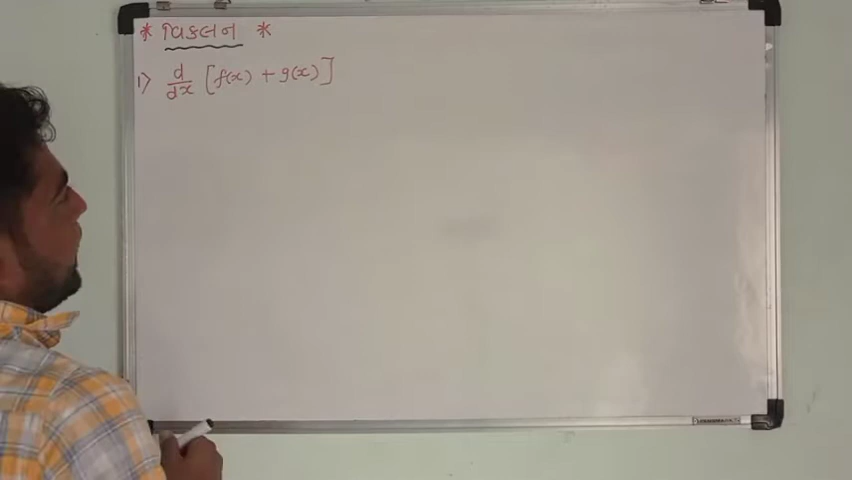 * વિકલન *
1) d/dx [f(x) + g(x)]